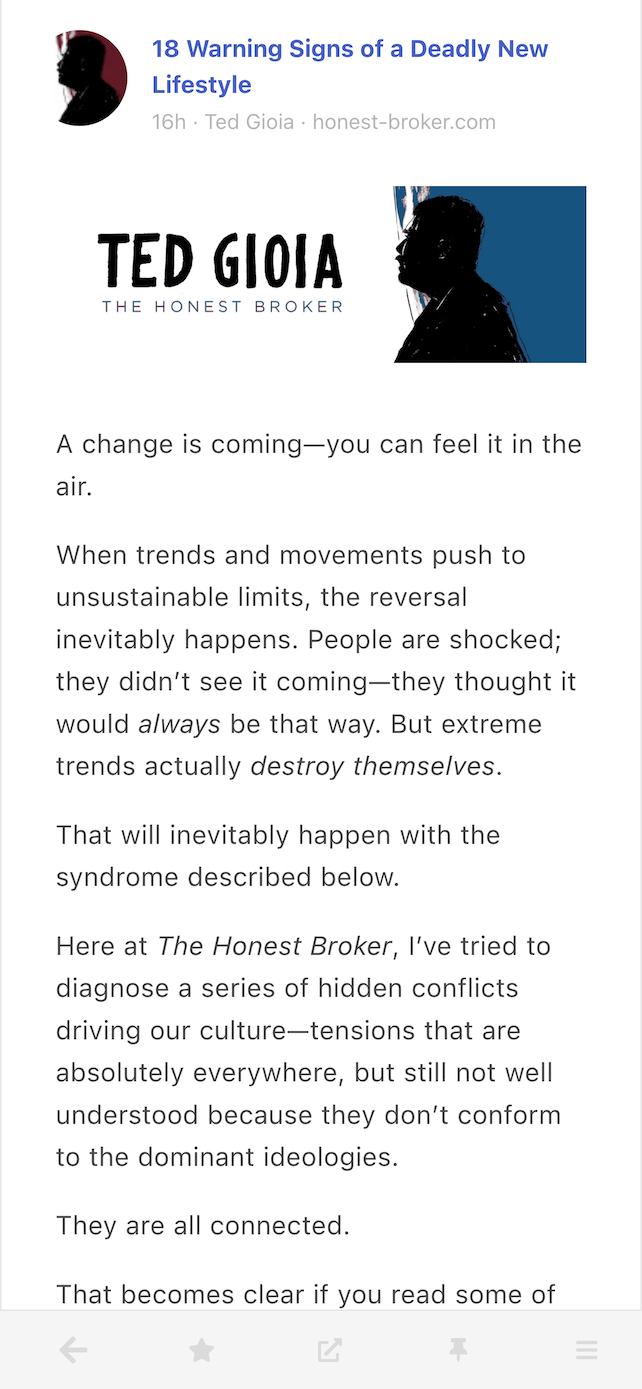 18 Warning Signs of a Deadly New
Lifestyle
16h · Ted Gioia · honest-broker.com
TED GIOIA
THE HONEST BROKER
A change is coming—you can feel it in the
air.
When trends and movements push to
unsustainable limits, the reversal
inevitably happens. People are shocked;
they didn’t see it coming—they thought it
would always be that way. But extreme
trends actually destroy themselves.
That will inevitably happen with the
syndrome described below.
Here at The Honest Broker, I’ve tried to
diagnose a series of hidden conflicts
driving our culture—tensions that are
absolutely everywhere, but still not well
understood because they don’t conform
to the dominant ideologies.
They are all connected.
That becomes clear if you read some of